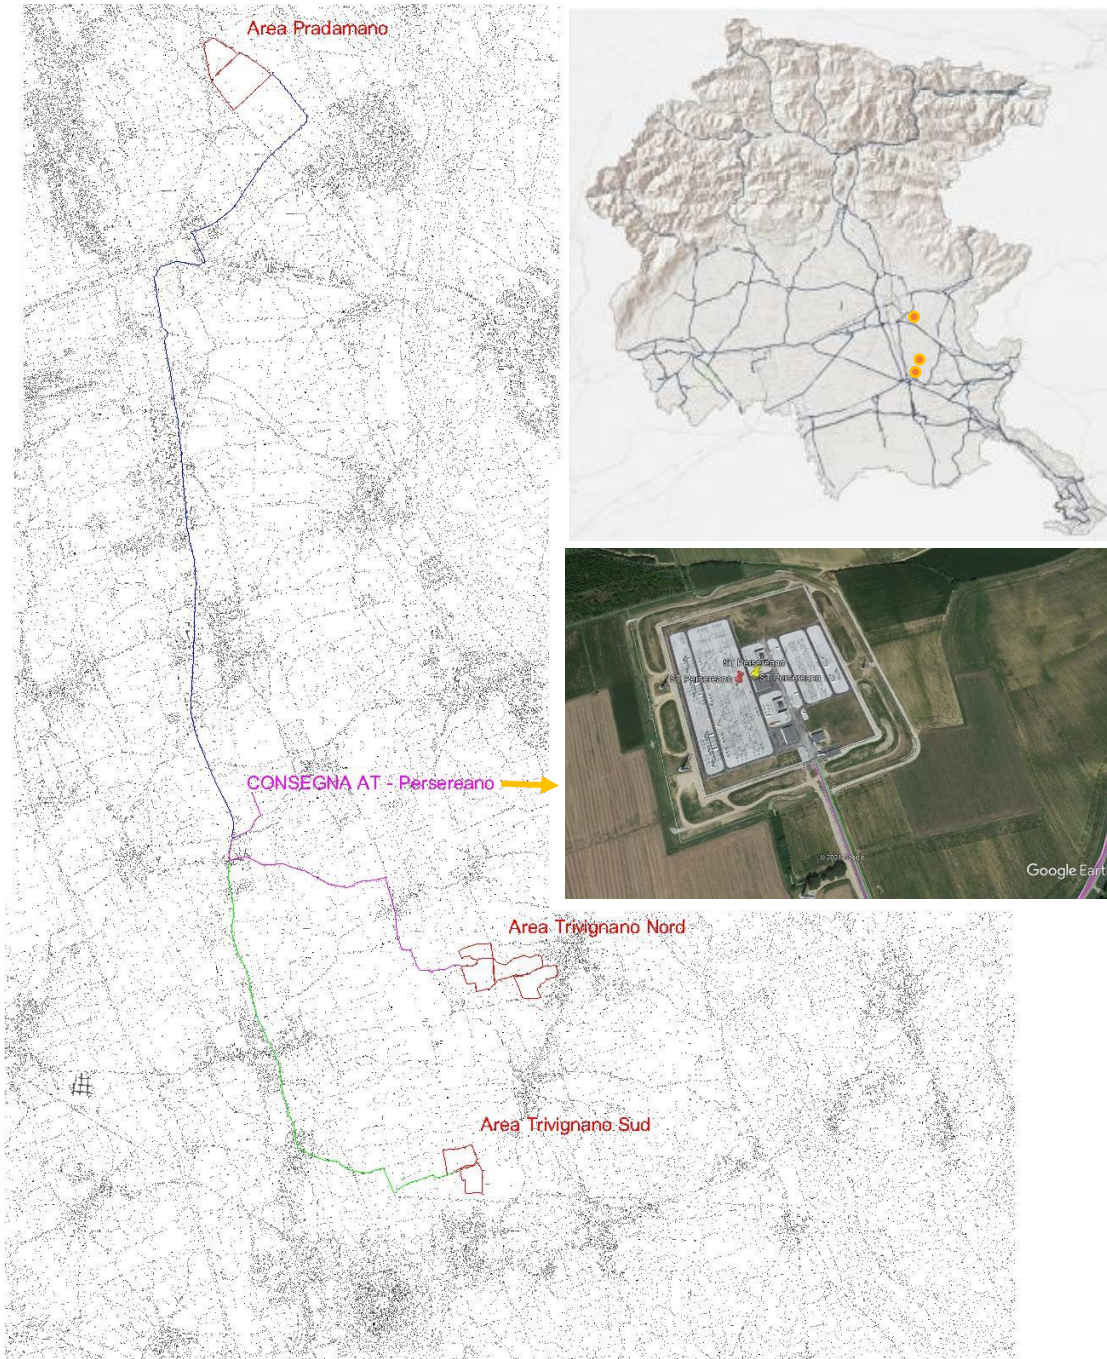 Area Pradamano
CONSEGNA AT - Persereano
Area Trivignano Nord
Area Trivignano Sud
ST Persereano
ST Persereano
ST Persereano
Google Earth